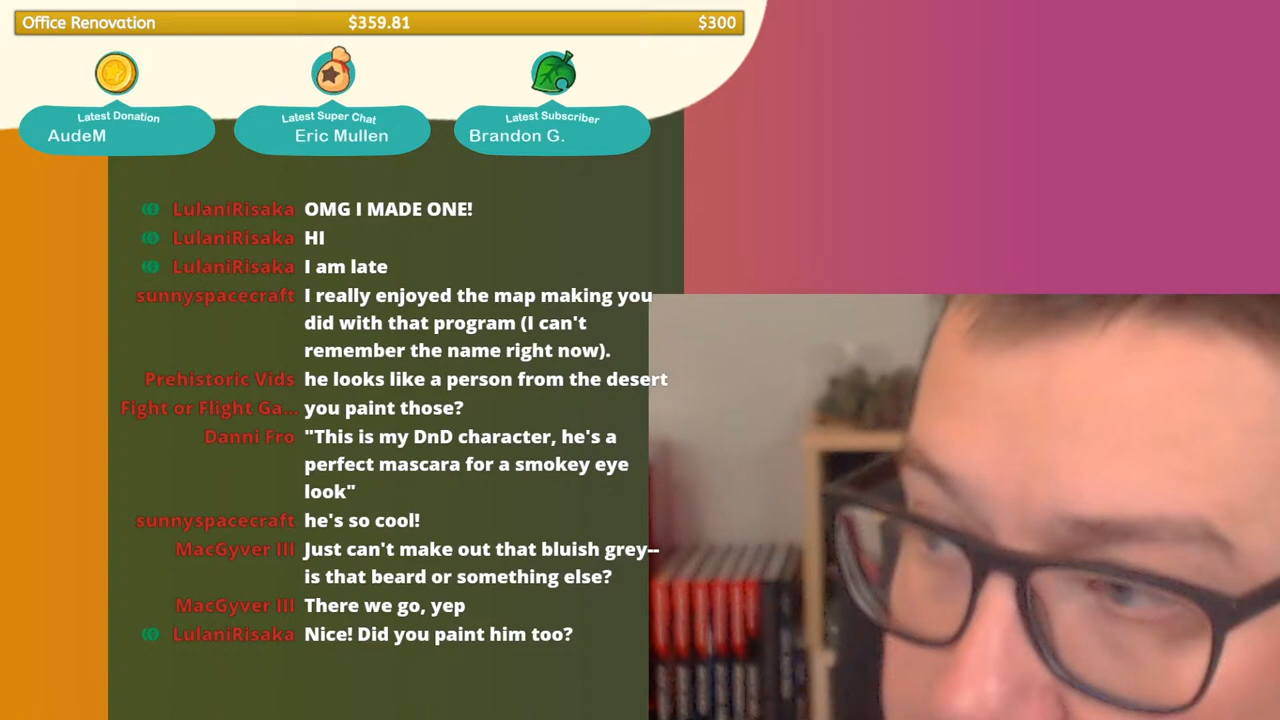 Office Renovation $359.81 $300
Latest Donation Latest Super Chat Latest Subscriber
AudeM Eric Mullen Brandon G.
LulaniRisaka OMG I MADE ONE!
LulaniRisaka HI
LulaniRisaka I am late
sunnyspacecraft I really enjoyed the map making you
did with that program (I can't
remember the name right now).
Prehistoric Vids he looks like a person from the desert
Fight or Flight Ga... you paint those?
Danni Fro "This is my DnD character, he's a
perfect mascara for a smokey eye
look"
sunnyspacecraft he's so cool!
MacGyver III Just can't make out that bluish grey--
is that beard or something else?
MacGyver III There we go, yep
LulaniRisaka Nice! Did you paint him too?